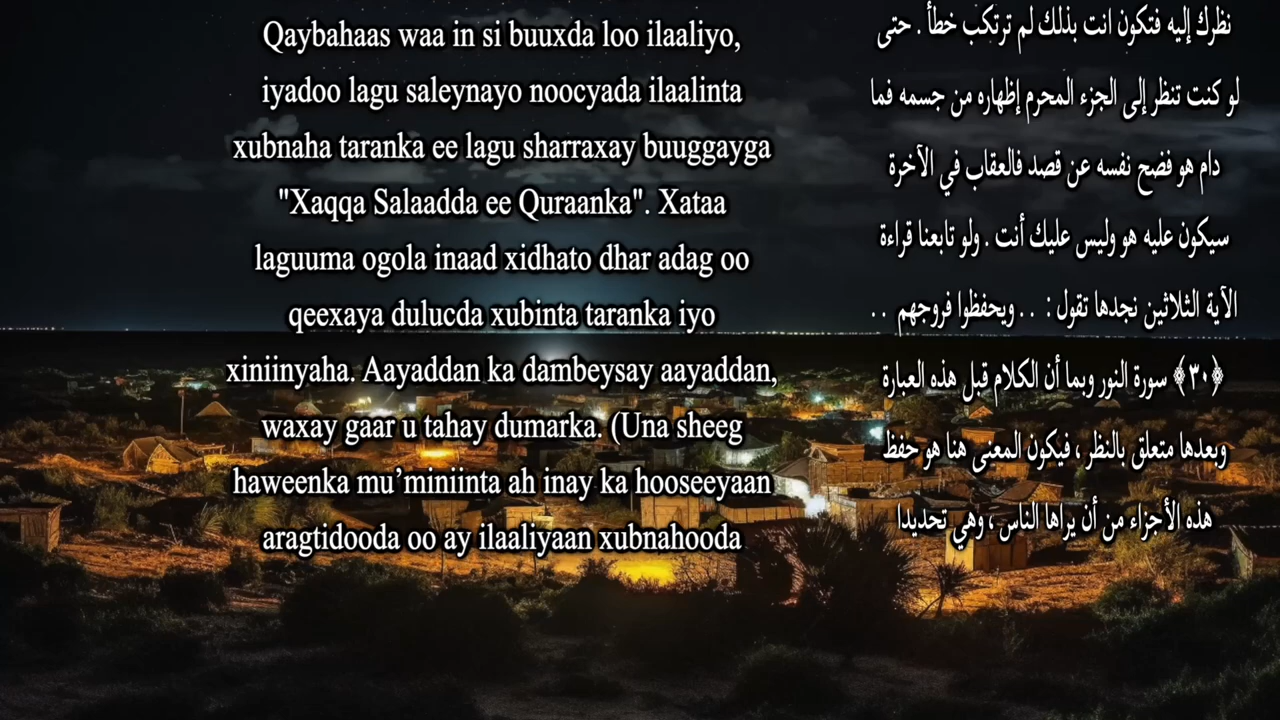 Qaybahaas waa in si buuxda loo ilaaliyo,
iyadoo lagu saleynayo noocyada ilaalinta
xubnaha taranka ee lagu sharraxay buuggayga
"Xaqqa Salaadda ee Quraanka". Xataa
laguuma ogola inaad xidhato dhar adag oo
qeexaya dulucda xubinta taranka iyo
xiniinyaha. Aayaddan ka dambeysay aayaddan,
waxay gaar u tahay dumarka. (Una sheeg
haweenka mu’miniinta ah inay ka hooseeyaan
aragtidooda oo ay ilaaliyaan xubnahooda
نظرك إليه فتكون انت بذلك لم ترتكب خطأ . حتى
لو كنت تنظر إلى الجزء المحرم إظهاره من جسمه فما
دام هو فضح نفسه عن قصد فالعقاب في الآخرة
سيكون عليه هو وليس عليك أنت . ولو تابعنا قراءة
الآية الثلاثين نجدها تقول : . . ويحفظوا فروجهم . .
﴿٣٠﴾ سورة النور وبما أن الكلام قبل هذه العبارة
وبعدها متعلق بالنظر ، فيكون المعنى هنا هو حفظ
هذه الأجزاء من أن يراها الناس ، وهي تحديدا